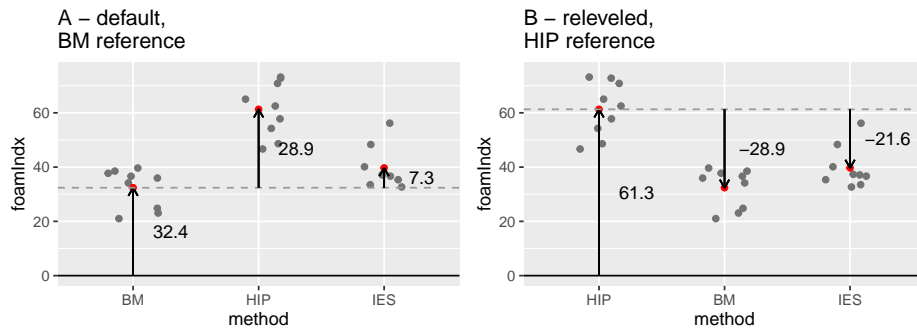 A – default,
BM reference
foamIndx
60
40
20
0
28.9
7.3
32.4
BM HIP IES
method
B – releveled,
HIP reference
foamIndx
60
40
20
0
−28.9
−21.6
61.3
HIP BM IES
method